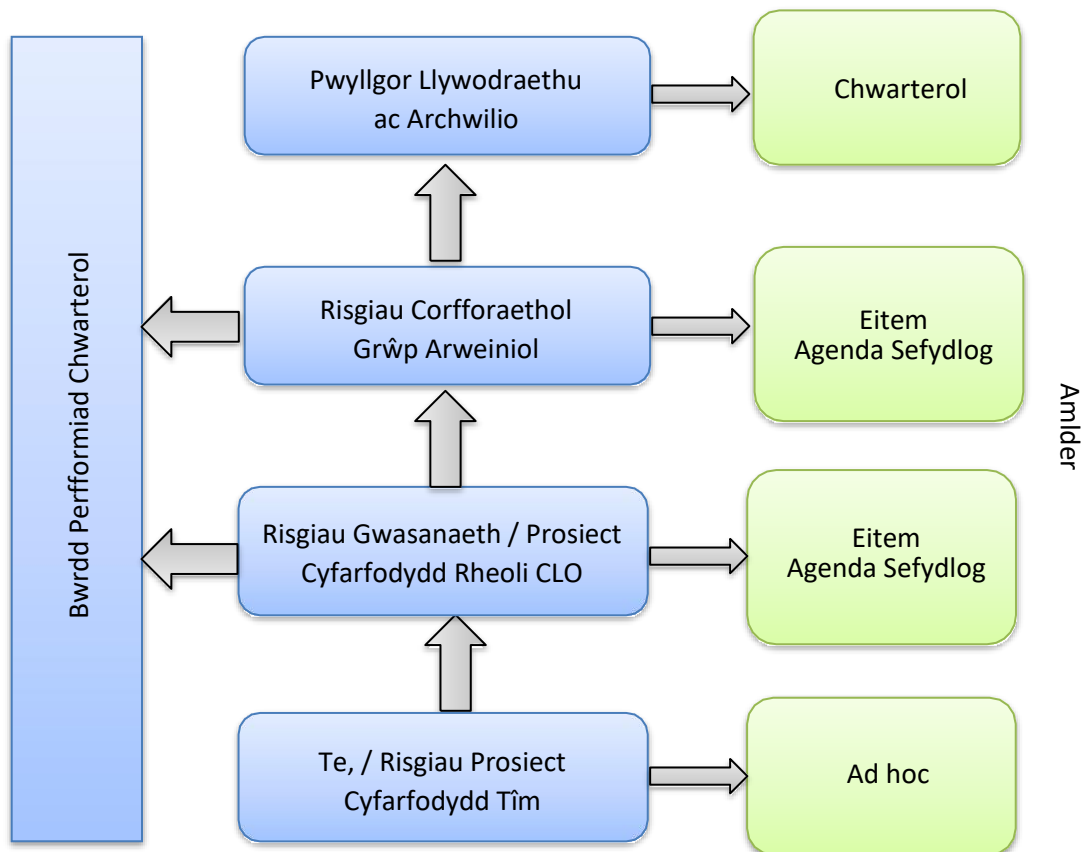 Bwrdd Perfformiad Chwarterol
Pwyllgor Llywodraethu
ac Archwilio
Chwarterol
Risgiau Corfforaethol
Grŵp Arweiniol
Eitem
Agenda Sefydlog
Risgiau Gwasanaeth / Prosiect
Cyfarfodydd Rheoli CLO
Eitem
Agenda Sefydlog
Te, / Risgiau Prosiect
Cyfarfodydd Tîm
Ad hoc
Amlder